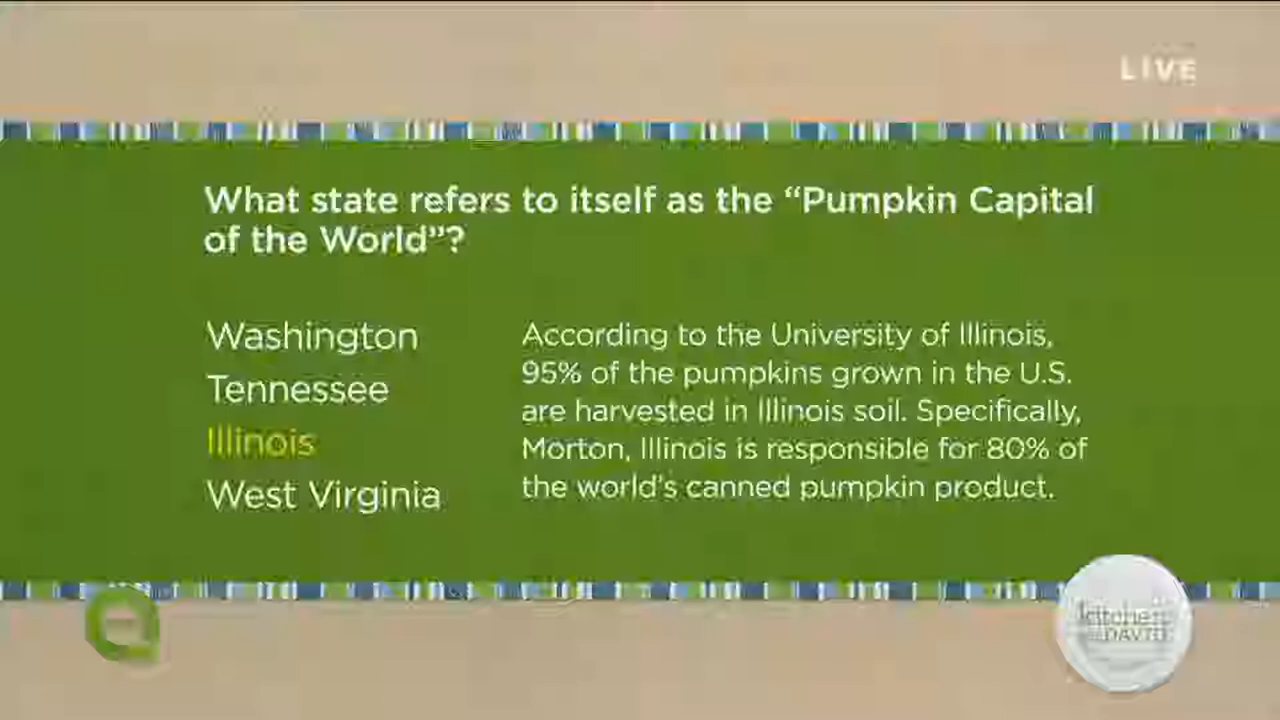 LIVE
What state refers to itself as the “Pumpkin Capital
of the World”?
Washington
Tennessee
Illinois
West Virginia
According to the University of Illinois,
95% of the pumpkins grown in the U.S.
are harvested in Illinois soil. Specifically,
Morton, Illinois is responsible for 80% of
the world's canned pumpkin product.
kitchen
DAVID